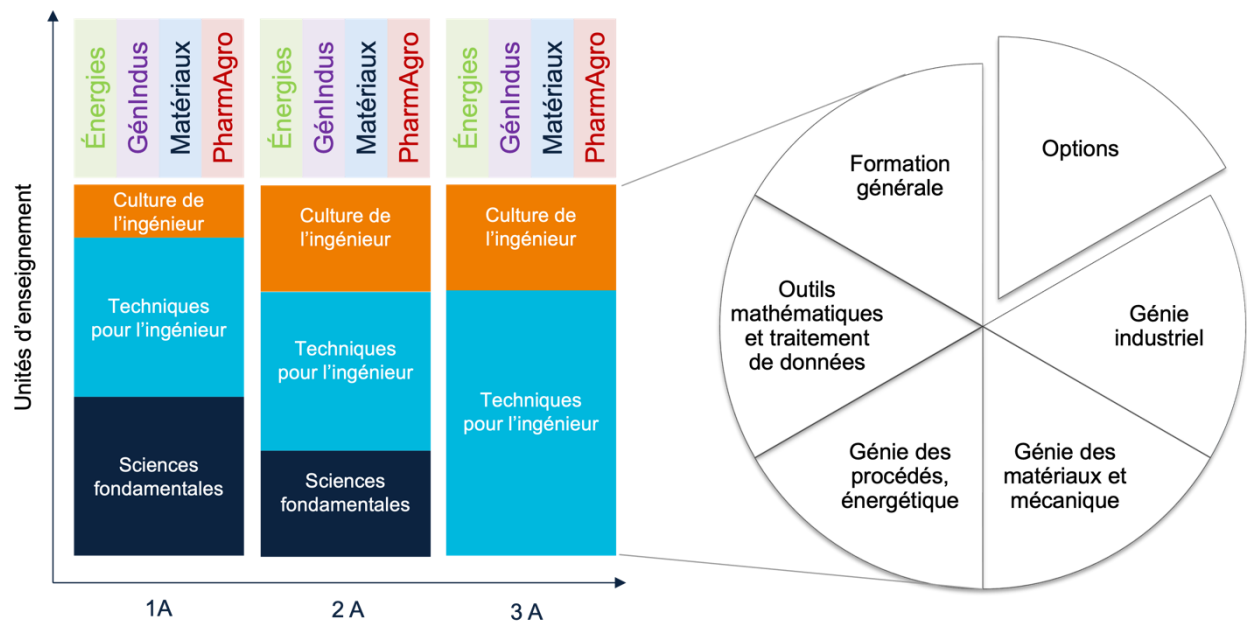 Unités d'enseignement
Énergies
GénIndus
Matériaux
PharmAgro
Énergies
GénIndus
Matériaux
PharmAgro
Énergies
GénIndus
Matériaux
PharmAgro
Culture de
l'ingénieur
Techniques
pour l'ingénieur
Sciences
fondamentales
Culture de
l'ingénieur
Techniques
pour l'ingénieur
Sciences
fondamentales
Culture de
l'ingénieur
Techniques
pour l'ingénieur
1A
2 A
3 A
Formation
générale
Options
Outils
mathématiques
et traitement
de données
Génie
industriel
Génie des
procédés,
énergétique
Génie des
matériaux et
mécanique